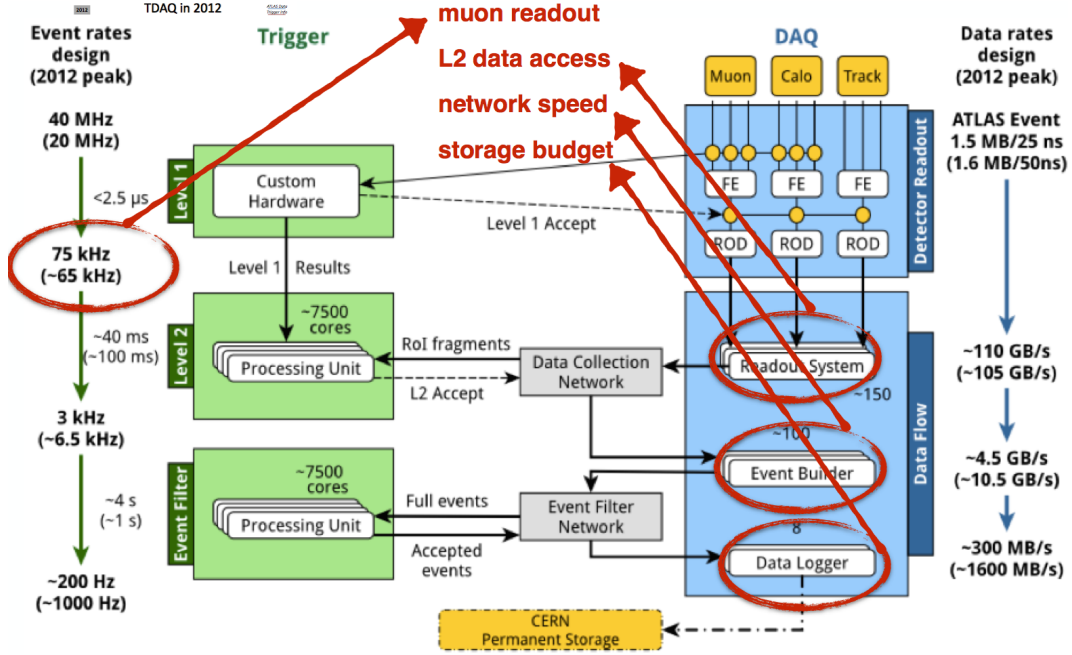 2012
TDAQ in 2012
ATLAS Data
Trigger Info
muon readout
L2 data access
network speed
storage budget
Event rates
design
(2012 peak)
40 MHz
(20 MHz)
<2.5 µs
75 kHz
(~65 kHz)
~40 ms
(~100 ms)
3 kHz
(~6.5 kHz)
~4 s
(~1 s)
~200 Hz
(~1000 Hz)
Trigger
Level 1
Custom
Hardware
Level 1 Accept
Level 1 Results
Level 2
~7500
cores
Processing Unit
RoI fragments
L2 Accept
Data Collection
Network
Event Filter
~7500
cores
Processing Unit
Full events
Accepted
events
Event Filter
Network
DAQ
Muon Calo Track
FE FE FE
ROD ROD ROD
Detector Readout
Readout System
~150
~100
Event Builder
8
Data Logger
Data Flow
CERN
Permanent Storage
Data rates
design
(2012 peak)
ATLAS Event
1.5 MB/25 ns
(1.6 MB/50ns)
~110 GB/s
(~105 GB/s)
~4.5 GB/s
(~10.5 GB/s)
~300 MB/s
(~1600 MB/s)